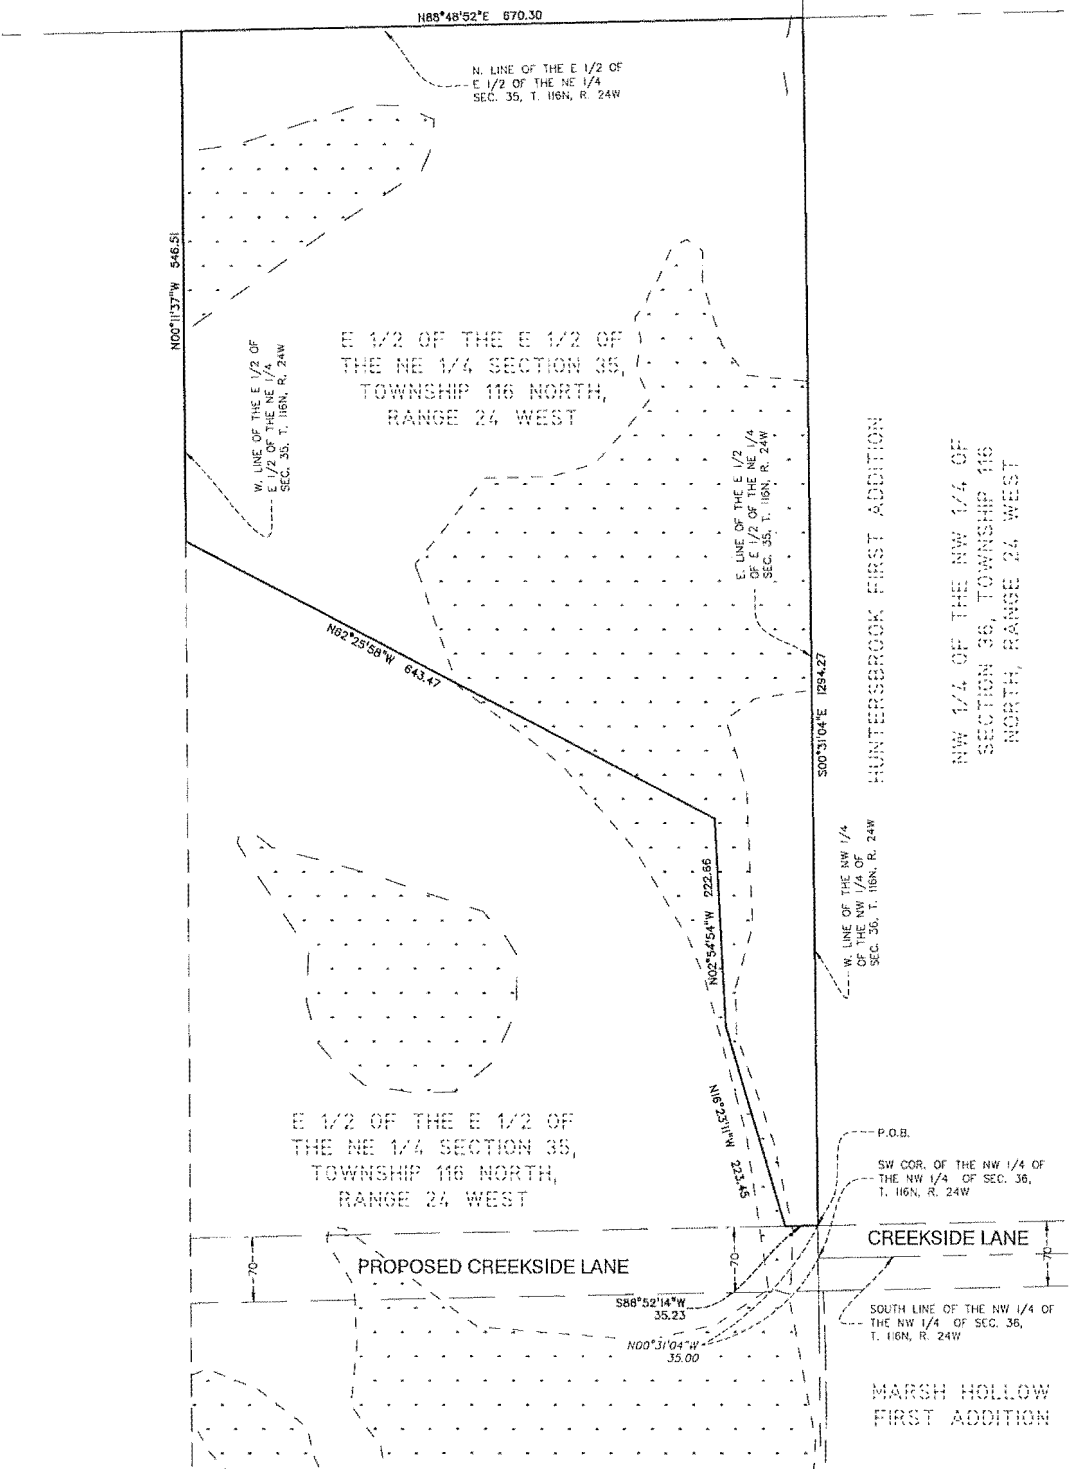 N88°48'52"E 670.30
N. LINE OF THE E 1/2 OF
E 1/2 OF THE NE 1/4
SEC. 35, T. 116N, R. 24W
N00°11'37"W 546.51
W. LINE OF THE E 1/2 OF
E 1/2 OF THE NE 1/4
SEC. 35, T. 116N, R. 24W
E 1/2 OF THE E 1/2 OF
THE NE 1/4 SECTION 35,
TOWNSHIP 116 NORTH,
RANGE 24 WEST
E. LINE OF THE E 1/2
OF E 1/2 OF THE NE 1/4
SEC. 35, T. 116N, R. 24W
S00°31'04"E 1294.27
HUNTERSBROOK FIRST ADDITION
NW 1/4 OF THE NW 1/4 OF
SECTION 36, TOWNSHIP 116
NORTH, RANGE 24 WEST
N62°25'58"W 643.47
W. LINE OF THE NW 1/4
OF THE NW 1/4 OF
SEC. 36, T. 116N, R. 24W
N02°54'54"W 222.66
N16°23'11"W 223.45
E 1/2 OF THE E 1/2 OF
THE NE 1/4 SECTION 35,
TOWNSHIP 116 NORTH,
RANGE 24 WEST
P.O.B.
SW COR. OF THE NW 1/4 OF
THE NW 1/4 OF SEC. 36,
T. 116N, R. 24W
CREEKSIDE LANE
PROPOSED CREEKSIDE LANE
70
70
70
S88°52'14"W
35.23
N00°31'04"W
35.00
SOUTH LINE OF THE NW 1/4 OF
THE NW 1/4 OF SEC. 36,
T. 116N, R. 24W
MARSH HOLLOW
FIRST ADDITION